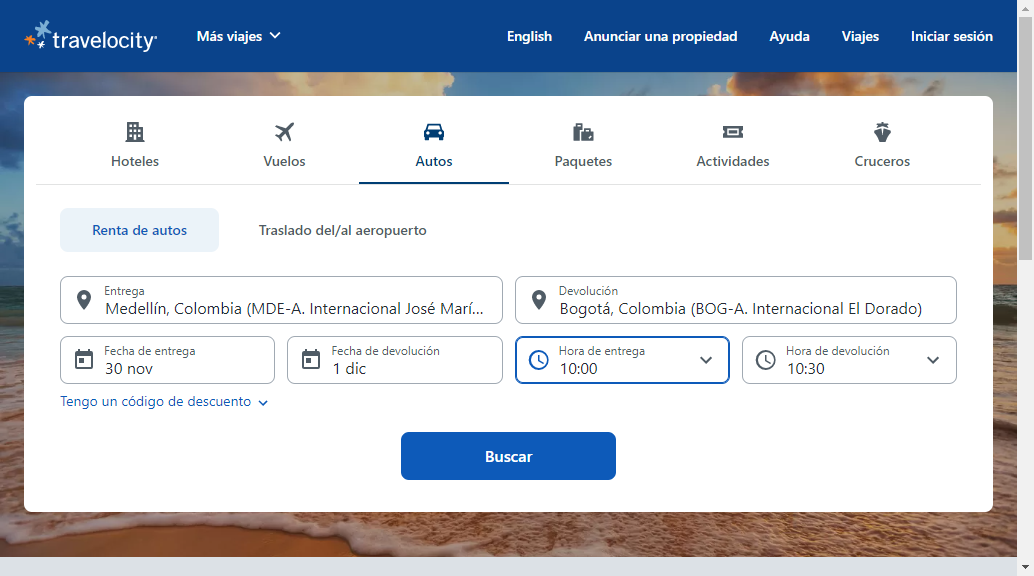 travelocity
Más viajes
English
Anunciar una propiedad
Ayuda
Viajes
Iniciar sesión
Hoteles
Vuelos
Autos
Paquetes
Actividades
Cruceros
Renta de autos
Traslado del/al aeropuerto
Entrega
Medellín, Colombia (MDE-A. Internacional José Marí...
Devolución
Bogotá, Colombia (BOG-A. Internacional El Dorado)
Fecha de entrega
30 nov
Fecha de devolución
1 dic
Hora de entrega
10:00
Hora de devolución
10:30
Tengo un código de descuento
Buscar